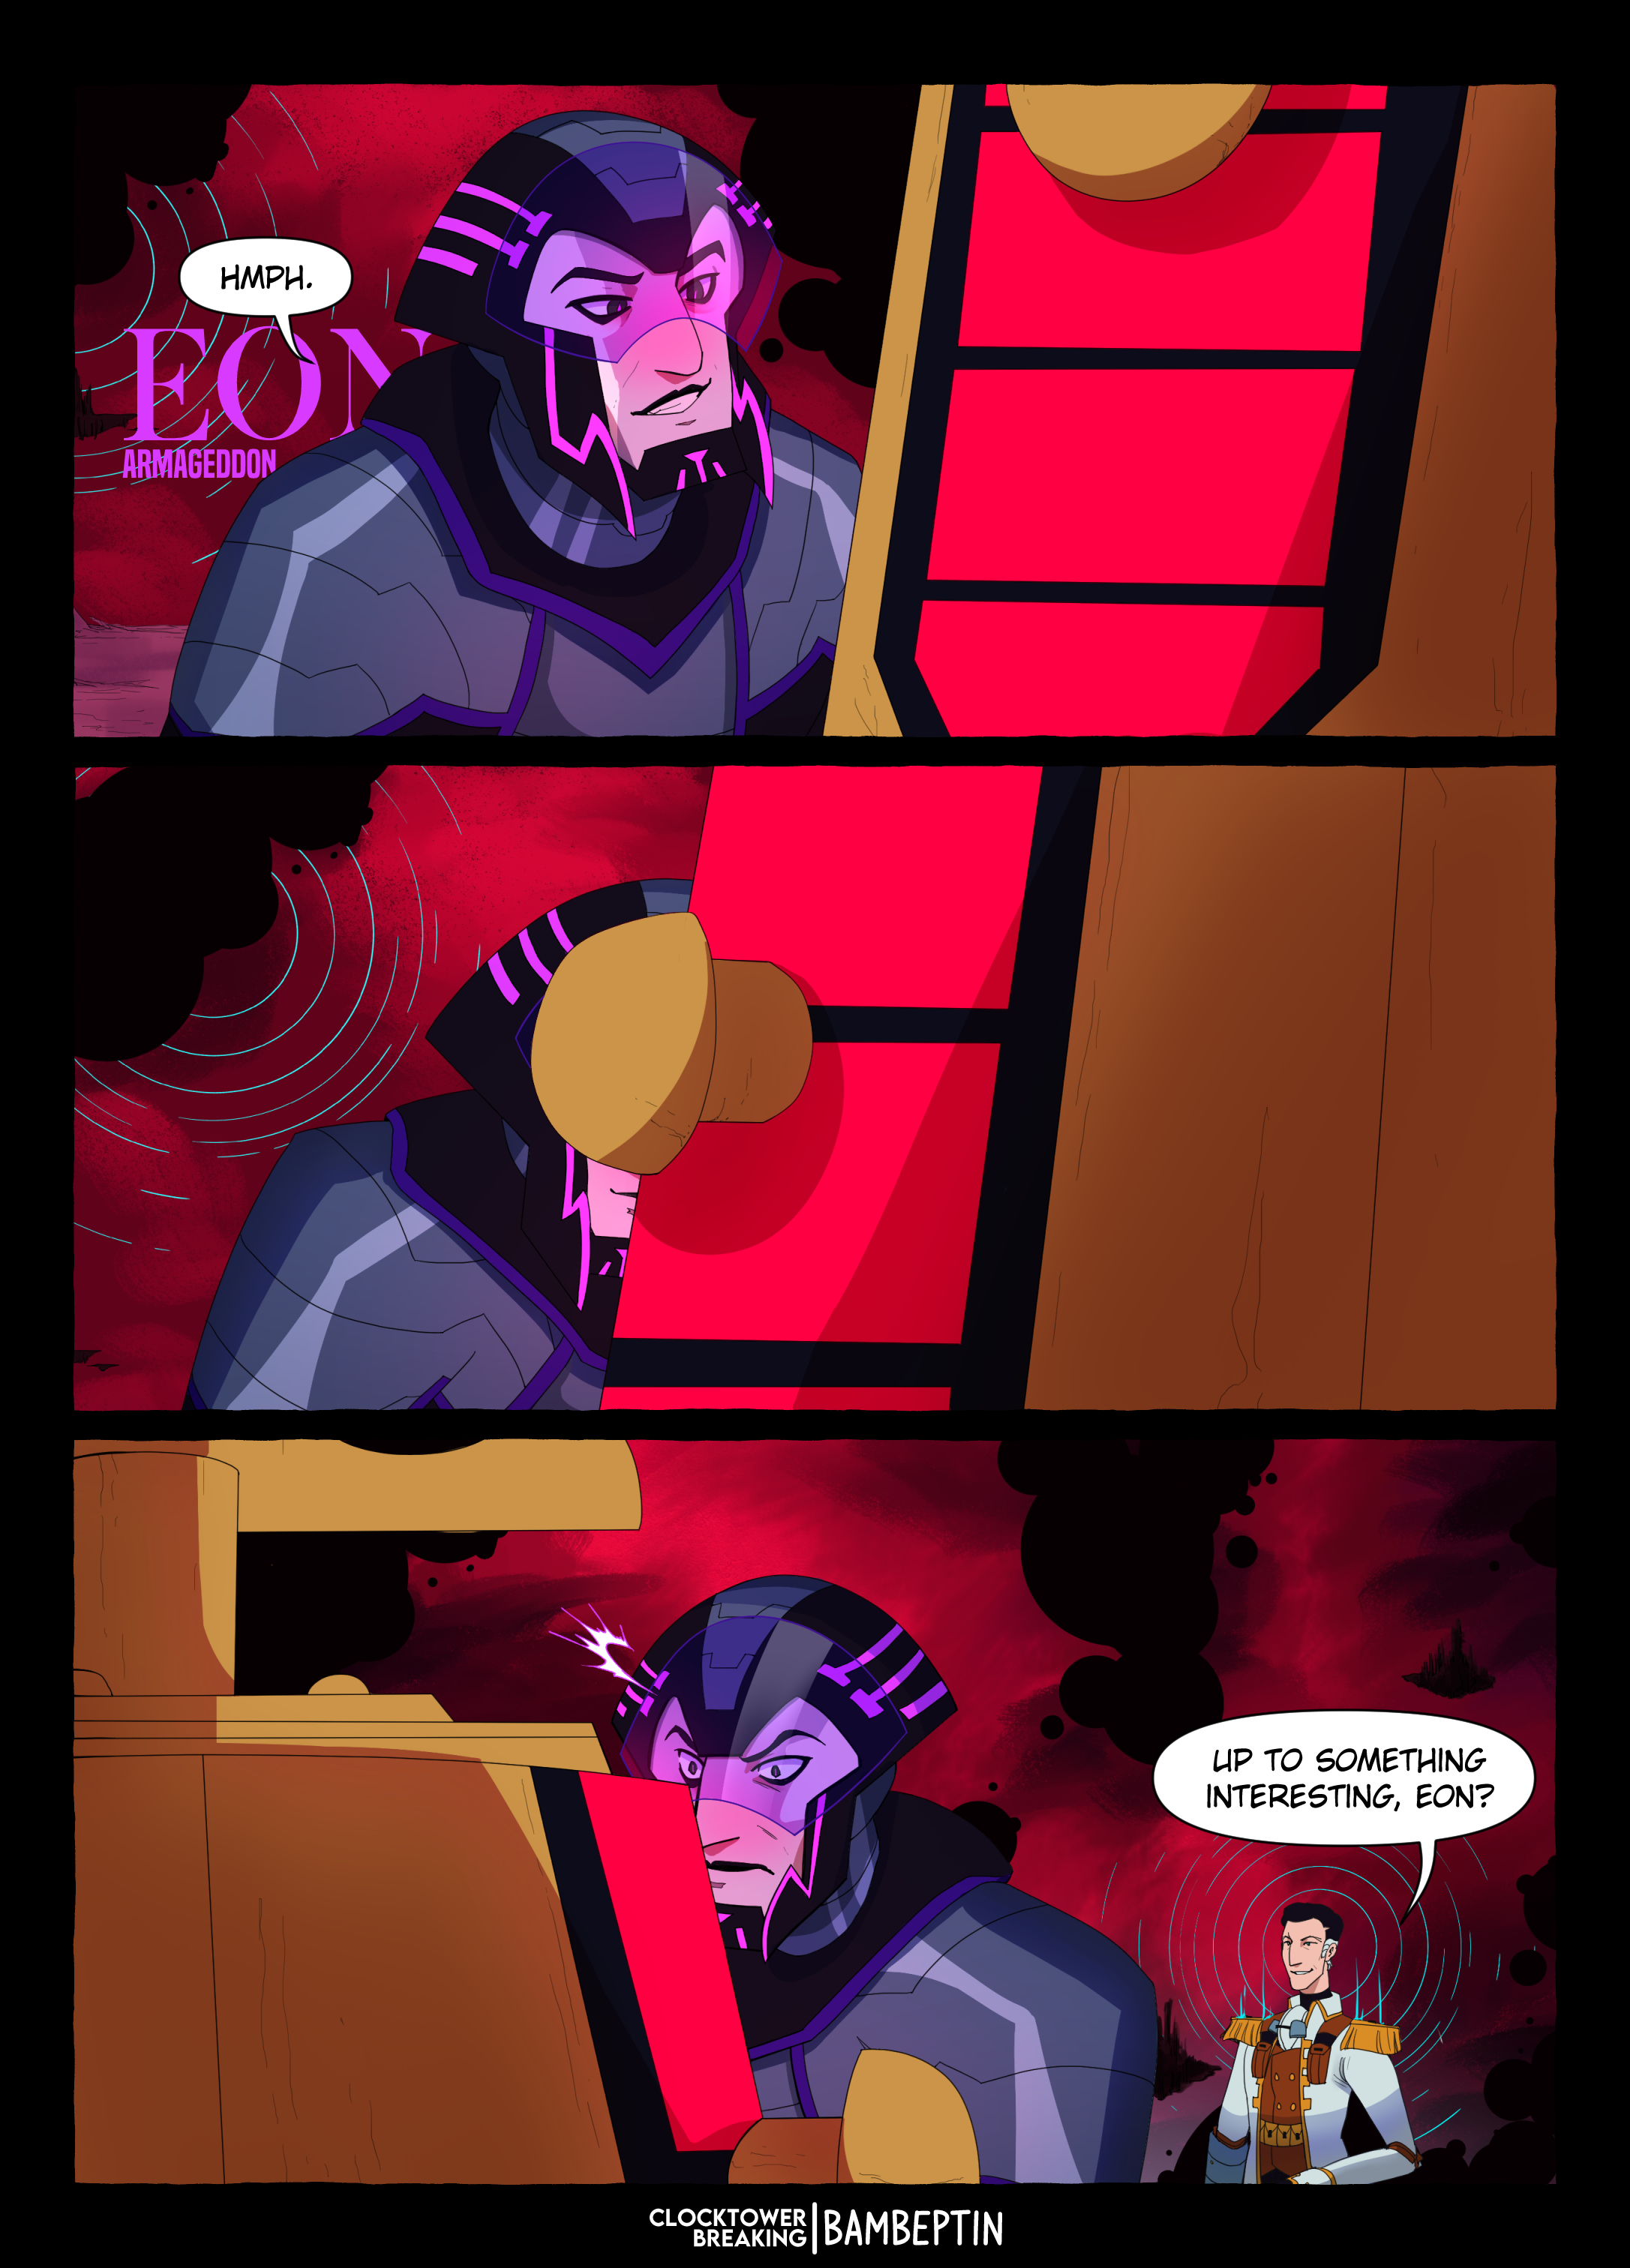 HMPH.
EON
ARMAGEDDON
UP TO SOMETHING
INTERESTING, EON?
CLOCKTOWER
BREAKING
BAMBEPTIN